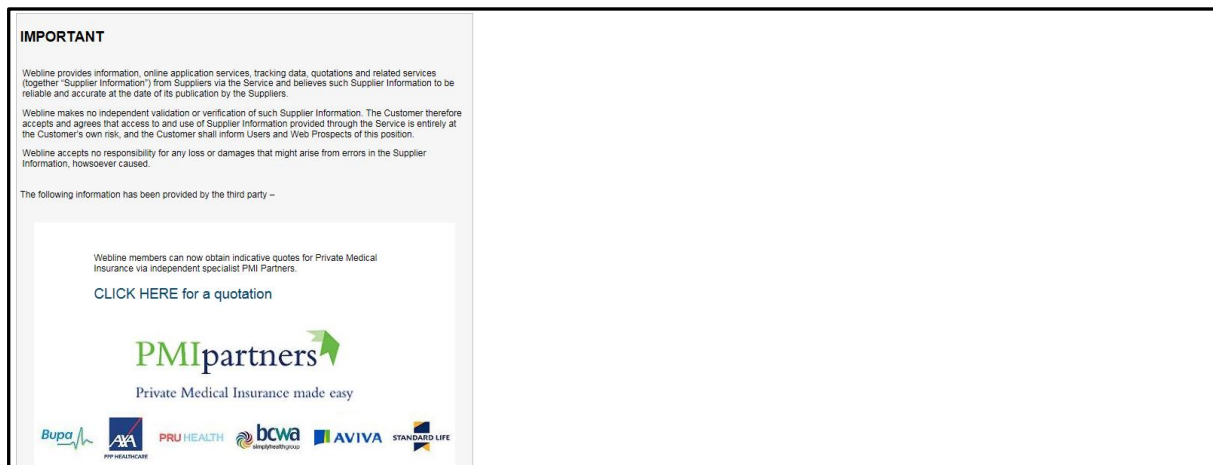 IMPORTANT
Webline provides information, online application services, tracking data, quotations and related services
(together “Supplier Information”) from Suppliers via the Service and believes such Supplier Information to be
reliable and accurate at the date of its publication by the Suppliers.
Webline makes no independent validation or verification of such Supplier Information. The Customer therefore
accepts and agrees that access to and use of Supplier Information provided through the Service is entirely at
the Customer's own risk, and the Customer shall inform Users and Web Prospects of this position.
Webline accepts no responsibility for any loss or damages that might arise from errors in the Supplier
Information, howsoever caused.
The following information has been provided by the third party –
Webline members can now obtain indicative quotes for Private Medical
Insurance via independent specialist PMI Partners.
CLICK HERE for a quotation
PMIpartners
Private Medical Insurance made easy
Bupa AXA PRUHEALTH bcwa AVIVA STANDARD LIFE
PPP HEALTHCARE simplyhealthgroup